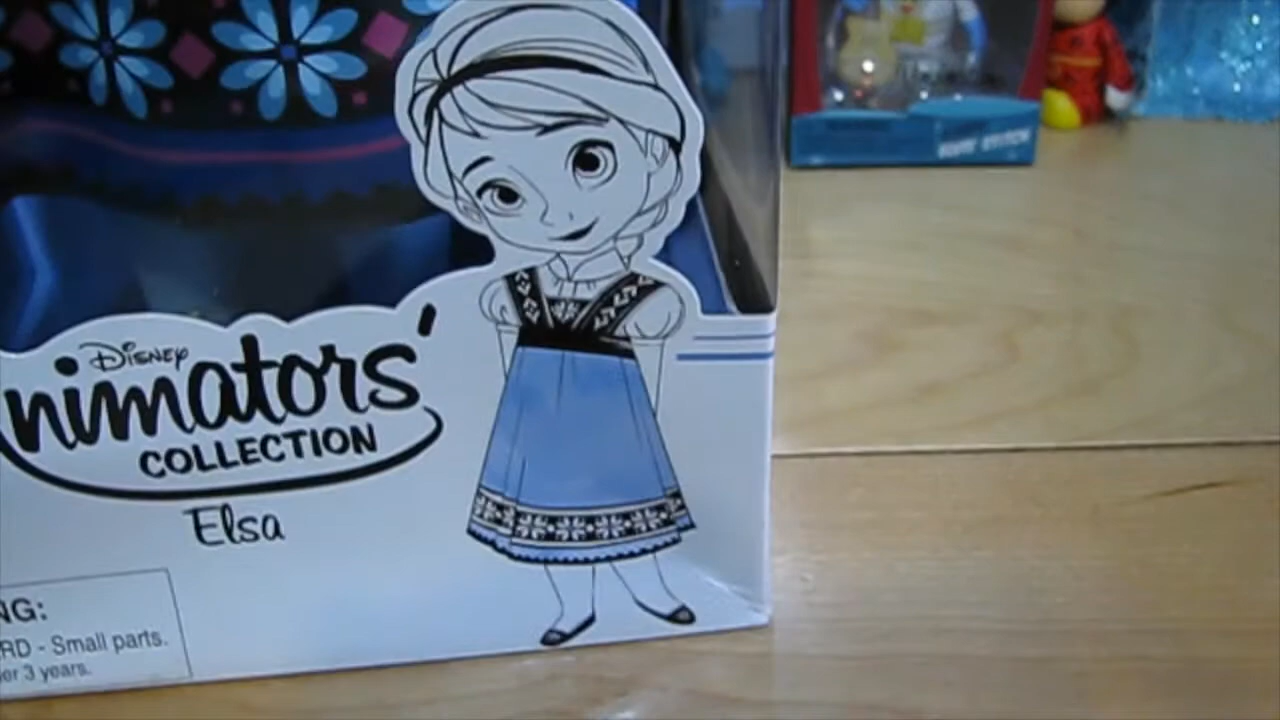 Disney
nimators'
COLLECTION
Elsa
NG:
RD - Small parts.
er 3 years.